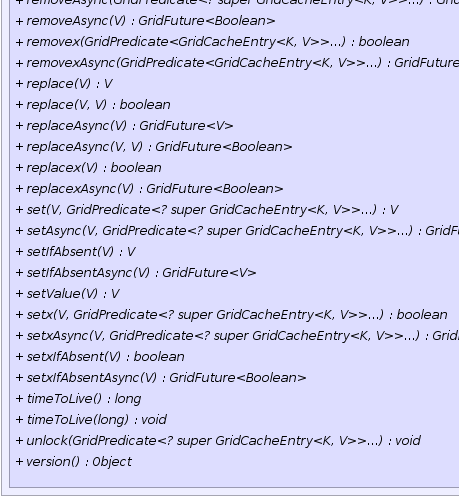 + removeAsync(GridPredicate<? super GridCacheEntry<K, V>>...) : Grid
+ removeAsync(V) : GridFuture<Boolean>
+ removex(GridPredicate<GridCacheEntry<K, V>>...) : boolean
+ removexAsync(GridPredicate<GridCacheEntry<K, V>>...) : GridFuture
+ replace(V) : V
+ replace(V, V) : boolean
+ replaceAsync(V) : GridFuture<V>
+ replaceAsync(V, V) : GridFuture<Boolean>
+ replacex(V) : boolean
+ replacexAsync(V) : GridFuture<Boolean>
+ set(V, GridPredicate<? super GridCacheEntry<K, V>>...) : V
+ setAsync(V, GridPredicate<? super GridCacheEntry<K, V>>...) : GridF
+ setIfAbsent(V) : V
+ setIfAbsentAsync(V) : GridFuture<V>
+ setValue(V) : V
+ setx(V, GridPredicate<? super GridCacheEntry<K, V>>...) : boolean
+ setxAsync(V, GridPredicate<? super GridCacheEntry<K, V>>...) : Grid
+ setxIfAbsent(V) : boolean
+ setxIfAbsentAsync(V) : GridFuture<Boolean>
+ timeToLive() : long
+ timeToLive(long) : void
+ unlock(GridPredicate<? super GridCacheEntry<K, V>>...) : void
+ version() : Object